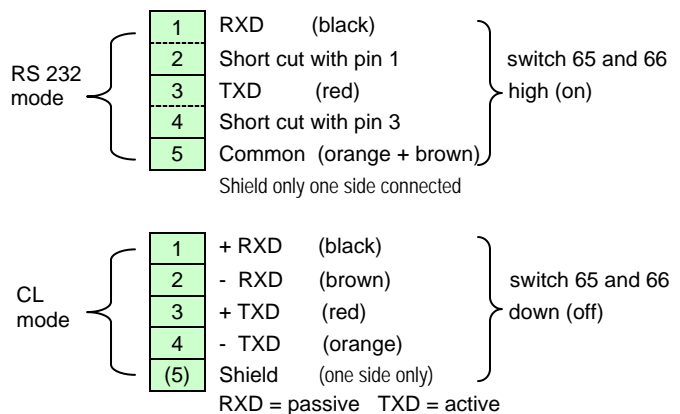 1 RXD (black)
2 Short cut with pin 1 switch 65 and 66
RS 232 mode 3 TXD (red) high (on)
4 Short cut with pin 3
5 Common (orange + brown)
Shield only one side connected
1 + RXD (black)
2 - RXD (brown) switch 65 and 66
CL mode 3 + TXD (red) down (off)
4 - TXD (orange)
(5) Shield (one side only)
RXD = passive TXD = active